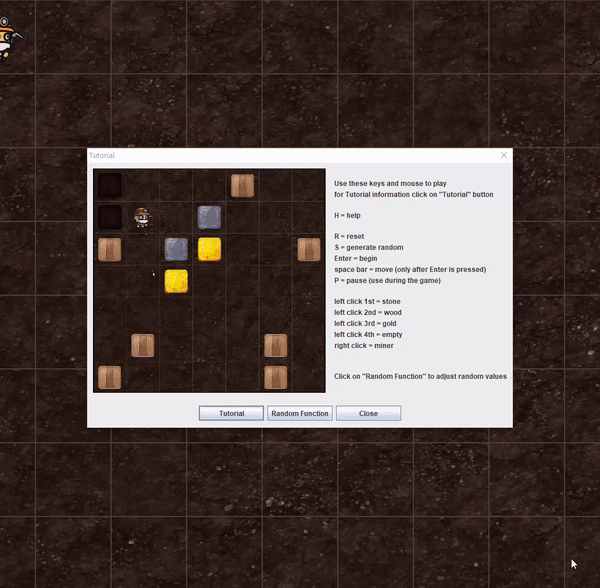 Tutorial
Use these keys and mouse to play
for Tutorial information click on "Tutorial" button
H = help
R = reset
S = generate random
Enter = begin
space bar = move (only after Enter is pressed)
P = pause (use during the game)
left click 1st = stone
left click 2nd = wood
left click 3rd = gold
left click 4th = empty
right click = miner
Click on "Random Function" to adjust random values
Tutorial
Random Function
Close